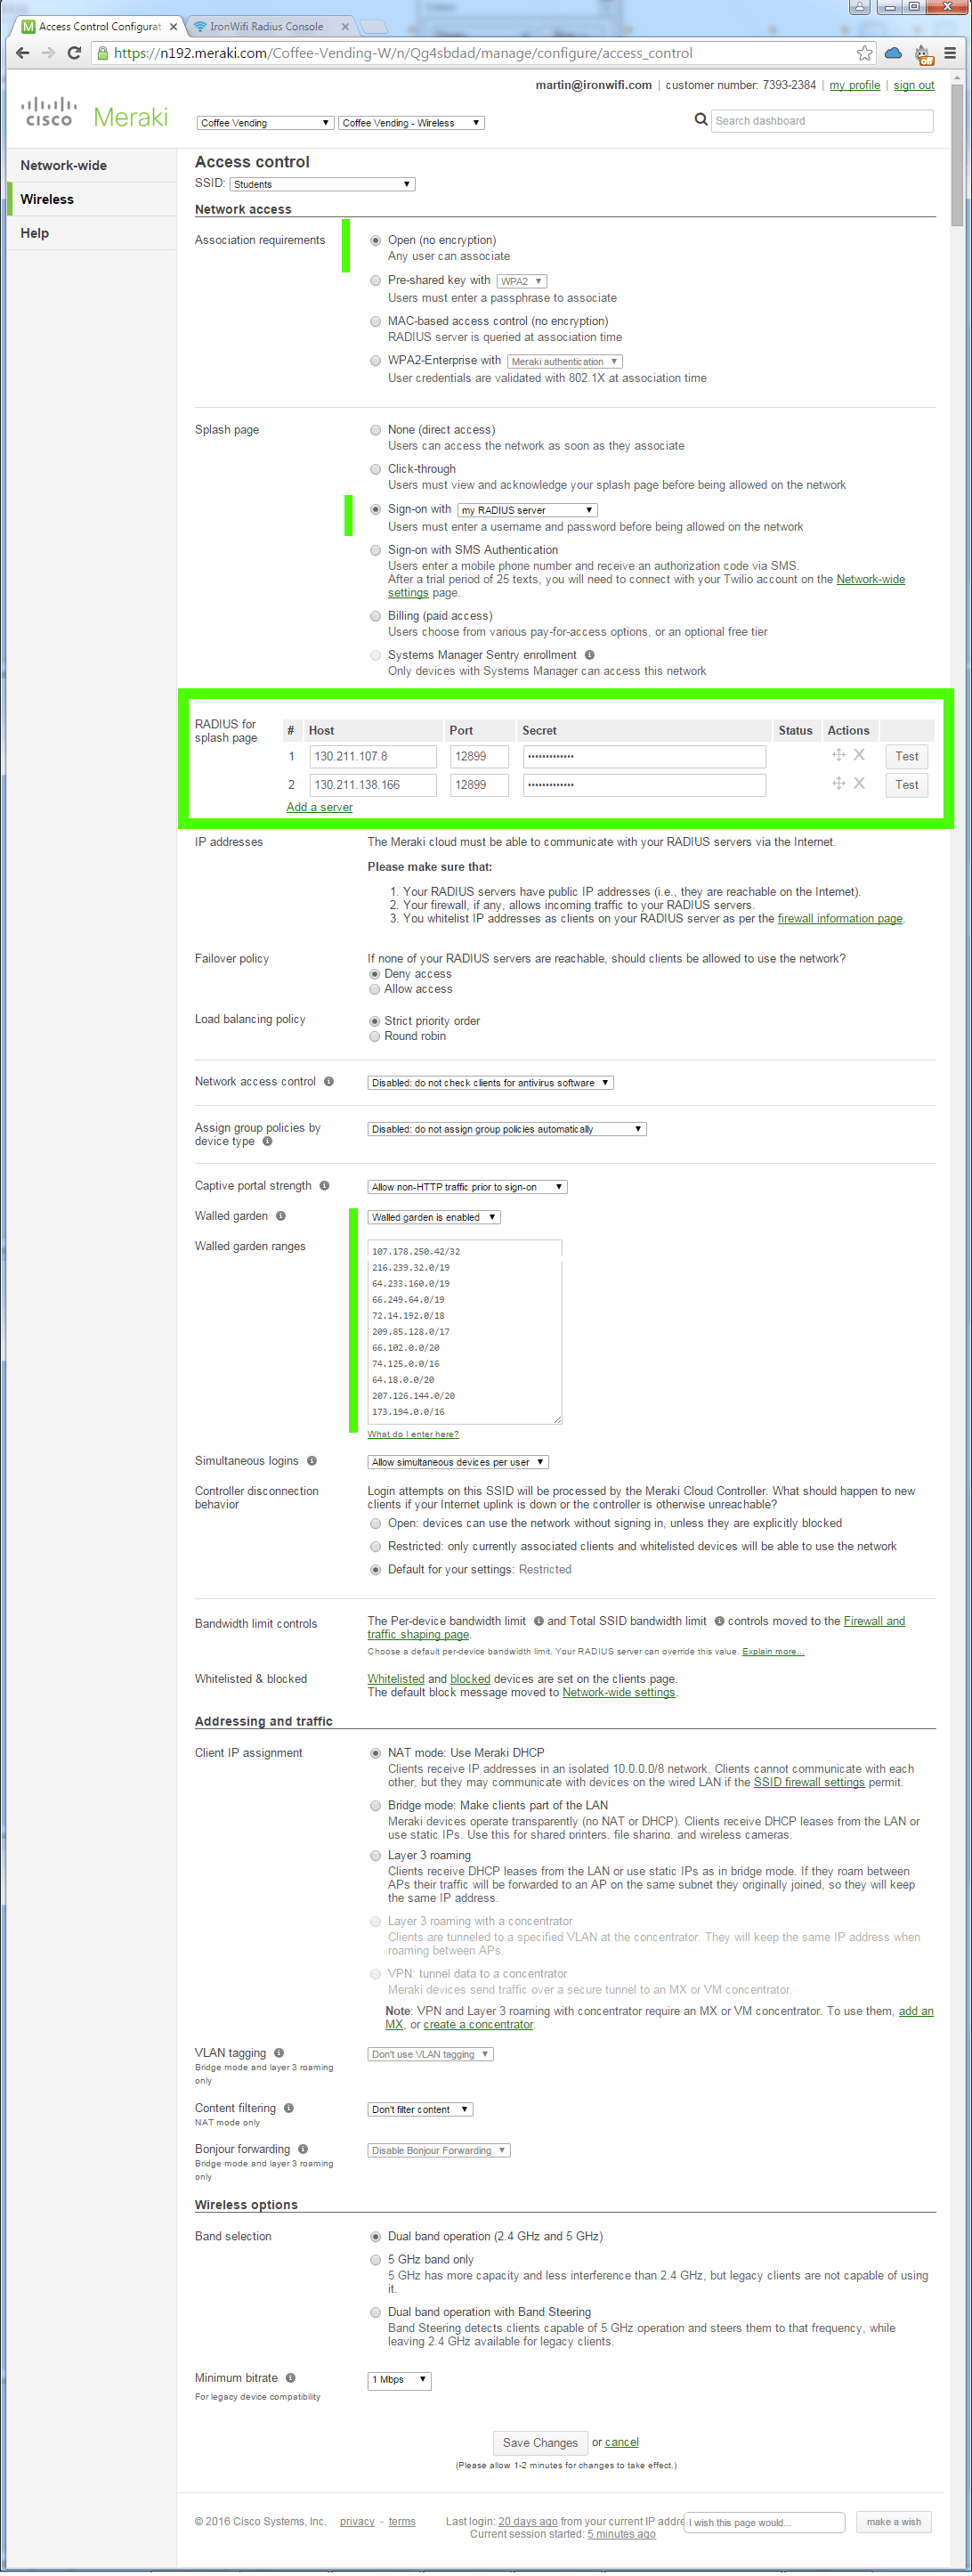 Access Control Configurat
IronWifi Radius Console
https://n192.meraki.com/Coffee-Vending-W/n/Qg4sbdad/manage/configure/access_control
off
martin@ironwifi.com | customer number: 7393-2384 | my profile | sign out
cisco Meraki
Coffee Vending
Coffee Vending - Wireless
Search dashboard
Network-wide
Wireless
Help
Access control
SSID: Students
Network access
Association requirements
Open (no encryption)
Any user can associate
Pre-shared key with WPA2
Users must enter a passphrase to associate
MAC-based access control (no encryption)
RADIUS server is queried at association time
WPA2-Enterprise with Meraki authentication
User credentials are validated with 802.1X at association time
Splash page
None (direct access)
Users can access the network as soon as they associate
Click-through
Users must view and acknowledge your splash page before being allowed on the network
Sign-on with my RADIUS server
Users must enter a username and password before being allowed on the network
Sign-on with SMS Authentication
Users enter a mobile phone number and receive an authorization code via SMS.
After a trial period of 25 texts, you will need to connect with your Twilio account on the Network-wide
settings page.
Billing (paid access)
Users choose from various pay-for-access options, or an optional free tier
Systems Manager Sentry enrollment
Only devices with Systems Manager can access this network
RADIUS for
splash page
# Host Port Secret Status Actions
1 130.211.107.8 12899 ••••••••••••• Test
2 130.211.138.166 12899 ••••••••••••• Test
Add a server
IP addresses
The Meraki cloud must be able to communicate with your RADIUS servers via the Internet.
Please make sure that:
1. Your RADIUS servers have public IP addresses (i.e., they are reachable on the Internet).
2. Your firewall, if any, allows incoming traffic to your RADIUS servers.
3. You whitelist IP addresses as clients on your RADIUS server as per the firewall information page.
Failover policy
If none of your RADIUS servers are reachable, should clients be allowed to use the network?
Deny access
Allow access
Load balancing policy
Strict priority order
Round robin
Network access control
Disabled: do not check clients for antivirus software
Assign group policies by
device type
Disabled: do not assign group policies automatically
Captive portal strength
Allow non-HTTP traffic prior to sign-on
Walled garden
Walled garden is enabled
Walled garden ranges
107.178.250.42/32
216.239.32.0/19
64.233.160.0/19
66.249.64.0/19
72.14.192.0/18
209.85.128.0/17
66.102.0.0/20
74.125.0.0/16
64.18.0.0/20
207.126.144.0/20
173.194.0.0/16
What do I enter here?
Simultaneous logins
Allow simultaneous devices per user
Controller disconnection
behavior
Login attempts on this SSID will be processed by the Meraki Cloud Controller. What should happen to new
clients if your Internet uplink is down or the controller is otherwise unreachable?
Open: devices can use the network without signing in, unless they are explicitly blocked
Restricted: only currently associated clients and whitelisted devices will be able to use the network
Default for your settings: Restricted
Bandwidth limit controls
The Per-device bandwidth limit and Total SSID bandwidth limit controls moved to the Firewall and
traffic shaping page.
Choose a default per-device bandwidth limit. Your RADIUS server can override this value. Explain more...
Whitelisted & blocked
Whitelisted and blocked devices are set on the clients page.
The default block message moved to Network-wide settings.
Addressing and traffic
Client IP assignment
NAT mode: Use Meraki DHCP
Clients receive IP addresses in an isolated 10.0.0.0/8 network. Clients cannot communicate with each
other, but they may communicate with devices on the wired LAN if the SSID firewall settings permit.
Bridge mode: Make clients part of the LAN
Meraki devices operate transparently (no NAT or DHCP). Clients receive DHCP leases from the LAN or
use static IPs. Use this for shared printers, file sharing, and wireless cameras.
Layer 3 roaming
Clients receive DHCP leases from the LAN or use static IPs as in bridge mode. If they roam between
APs their traffic will be forwarded to an AP on the same subnet they originally joined, so they will keep
the same IP address.
Layer 3 roaming with a concentrator
Clients are tunneled to a specified VLAN at the concentrator. They will keep the same IP address when
roaming between APs.
VPN: tunnel data to a concentrator
Meraki devices send traffic over a secure tunnel to an MX or VM concentrator.
Note: VPN and Layer 3 roaming with concentrator require an MX or VM concentrator. To use them, add an
MX, or create a concentrator.
VLAN tagging
Bridge mode and layer 3 roaming
only
Don't use VLAN tagging
Content filtering
NAT mode only
Don't filter content
Bonjour forwarding
Bridge mode and layer 3 roaming
only
Disable Bonjour Forwarding
Wireless options
Band selection
Dual band operation (2.4 GHz and 5 GHz)
5 GHz band only
5 GHz has more capacity and less interference than 2.4 GHz, but legacy clients are not capable of using
it.
Dual band operation with Band Steering
Band Steering detects clients capable of 5 GHz operation and steers them to that frequency, while
leaving 2.4 GHz available for legacy clients.
Minimum bitrate
For legacy device compatibility
1 Mbps
Save Changes or cancel
(Please allow 1-2 minutes for changes to take effect.)
© 2016 Cisco Systems, Inc. privacy - terms
Last login: 20 days ago from your current IP addre
Current session started: 5 minutes ago
I wish this page would...
make a wish